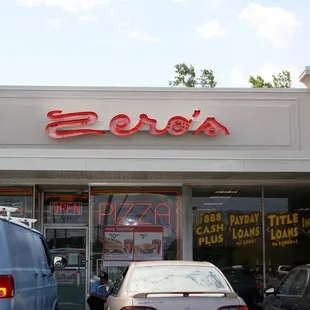 Zero's
OPEN
PIZZA
888
CASH
PLUS
PAYDAY
LOANS
TITLE
LOANS